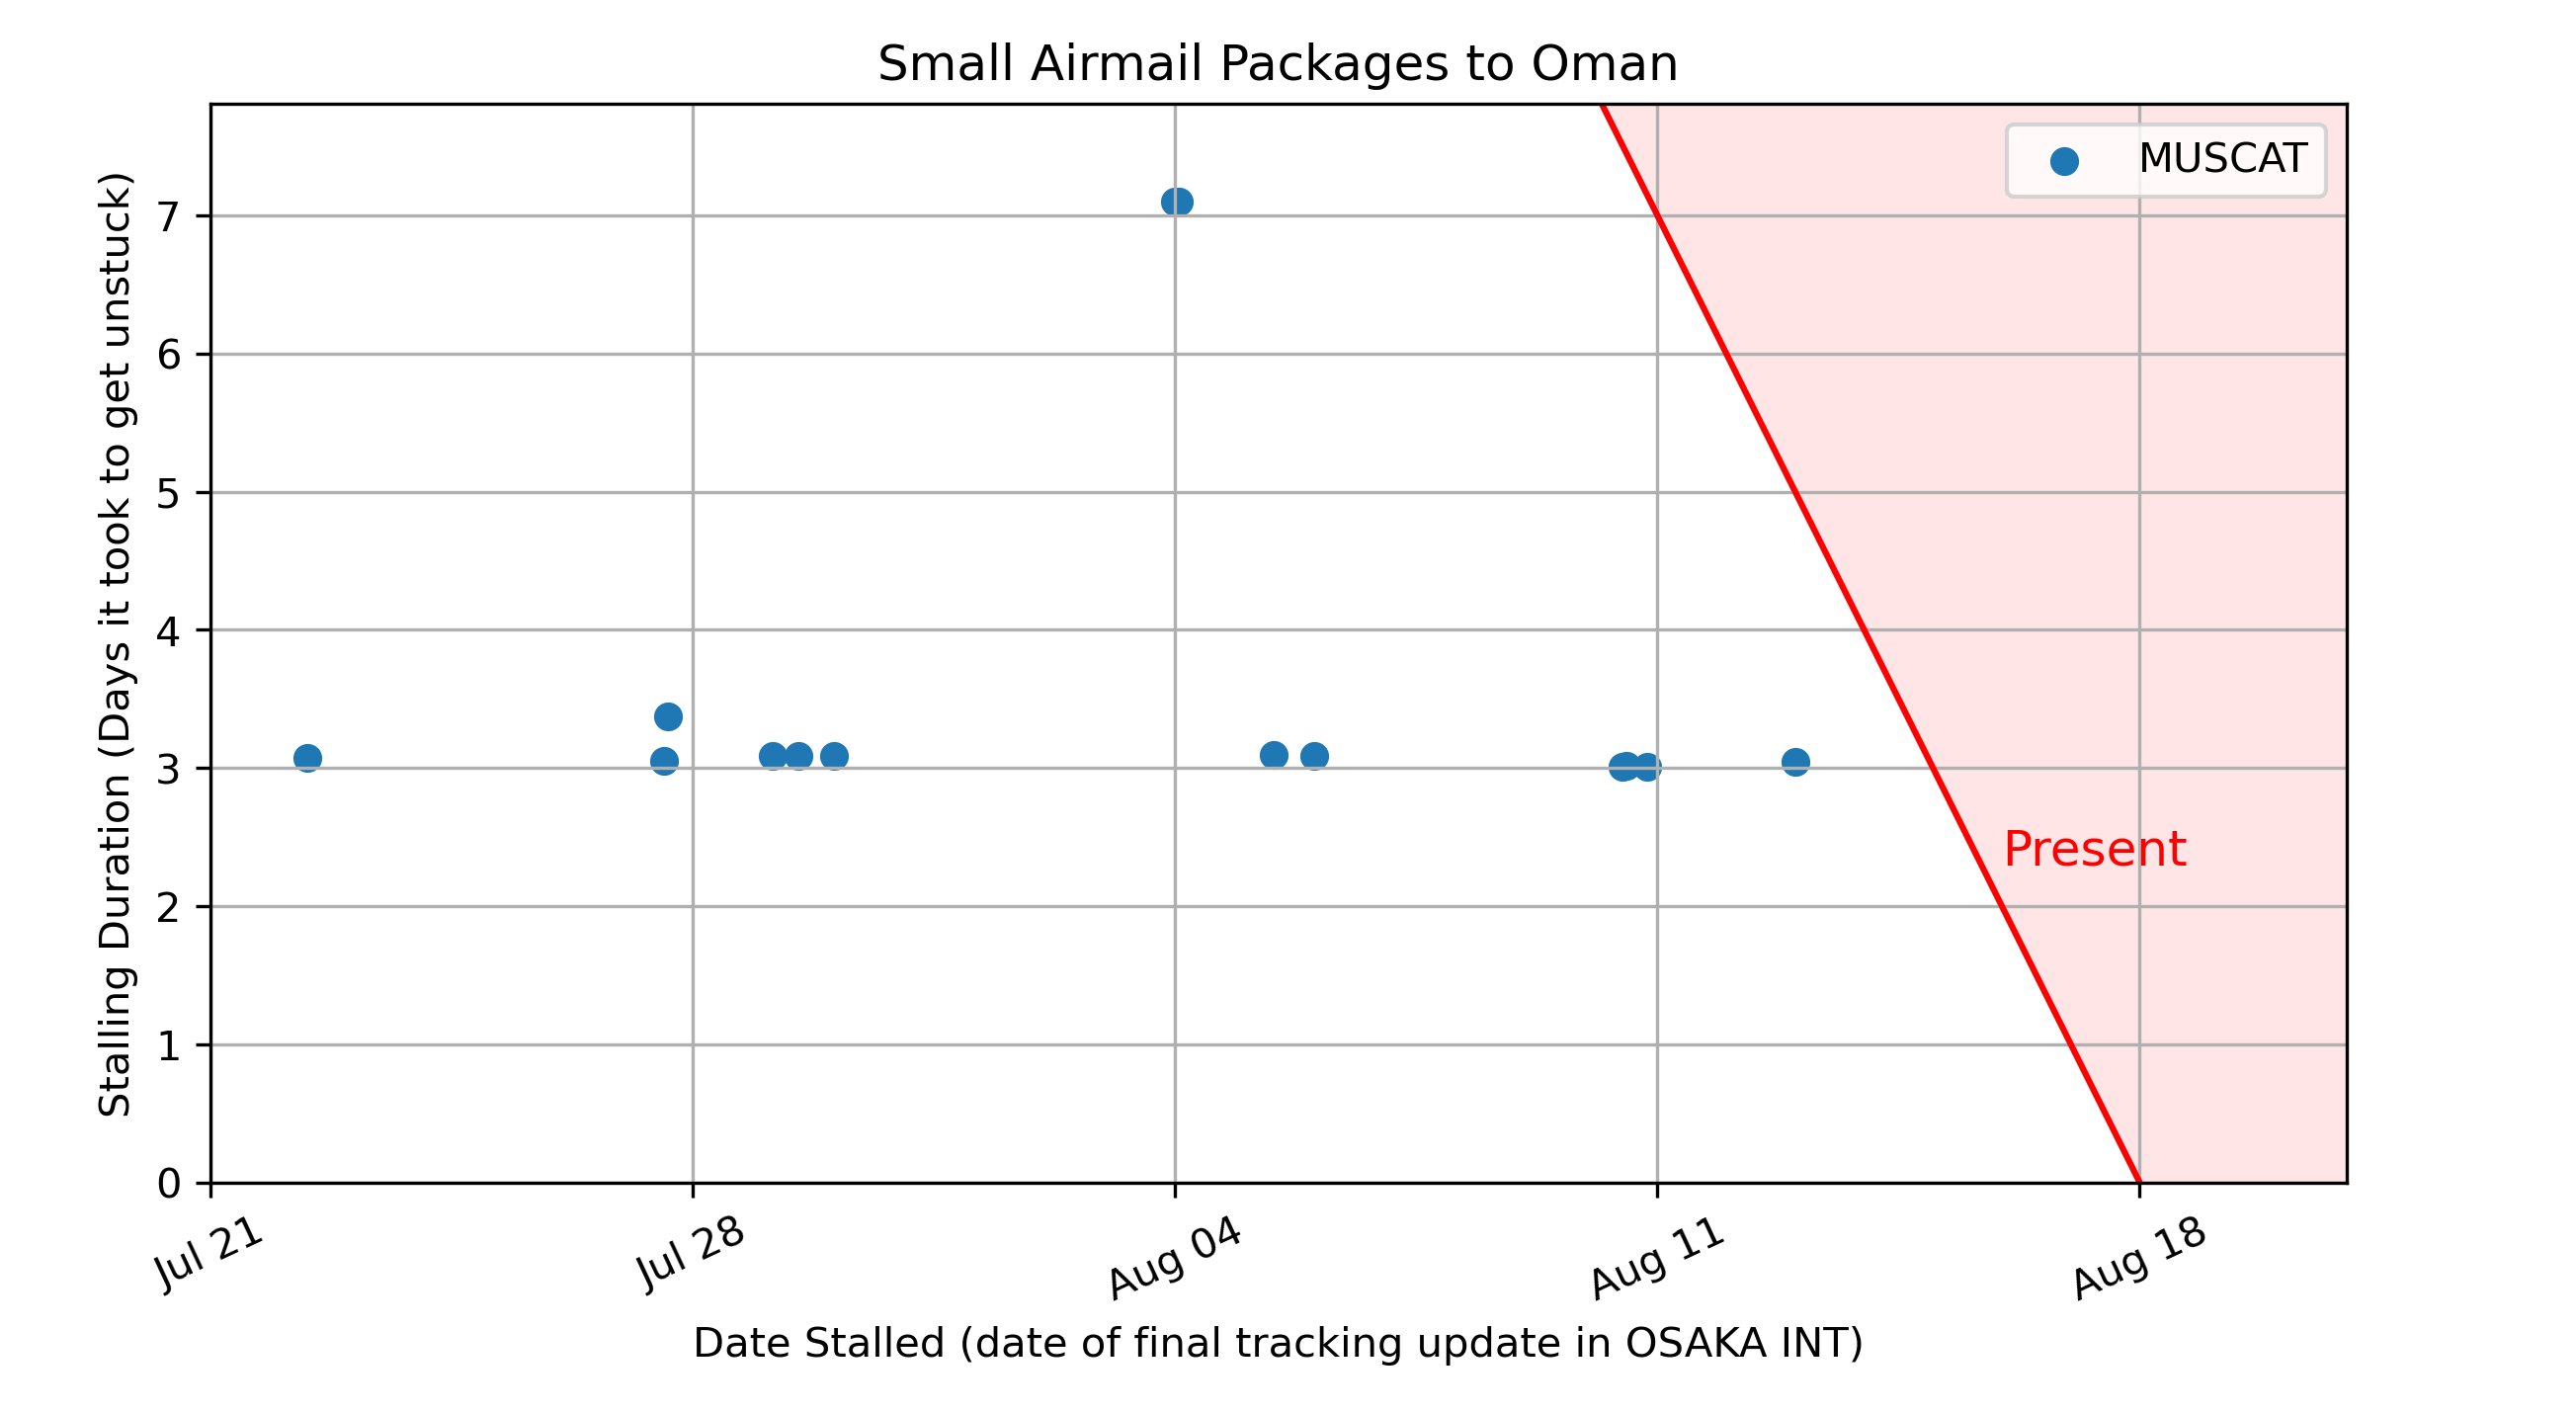 Small Airmail Packages to Oman
MUSCAT
Stalling Duration (Days it took to get unstuck)
7
6
5
4
3
2
1
0
Present
Jul 21
Jul 28
Aug 04
Aug 11
Aug 18
Date Stalled (date of final tracking update in OSAKA INT)